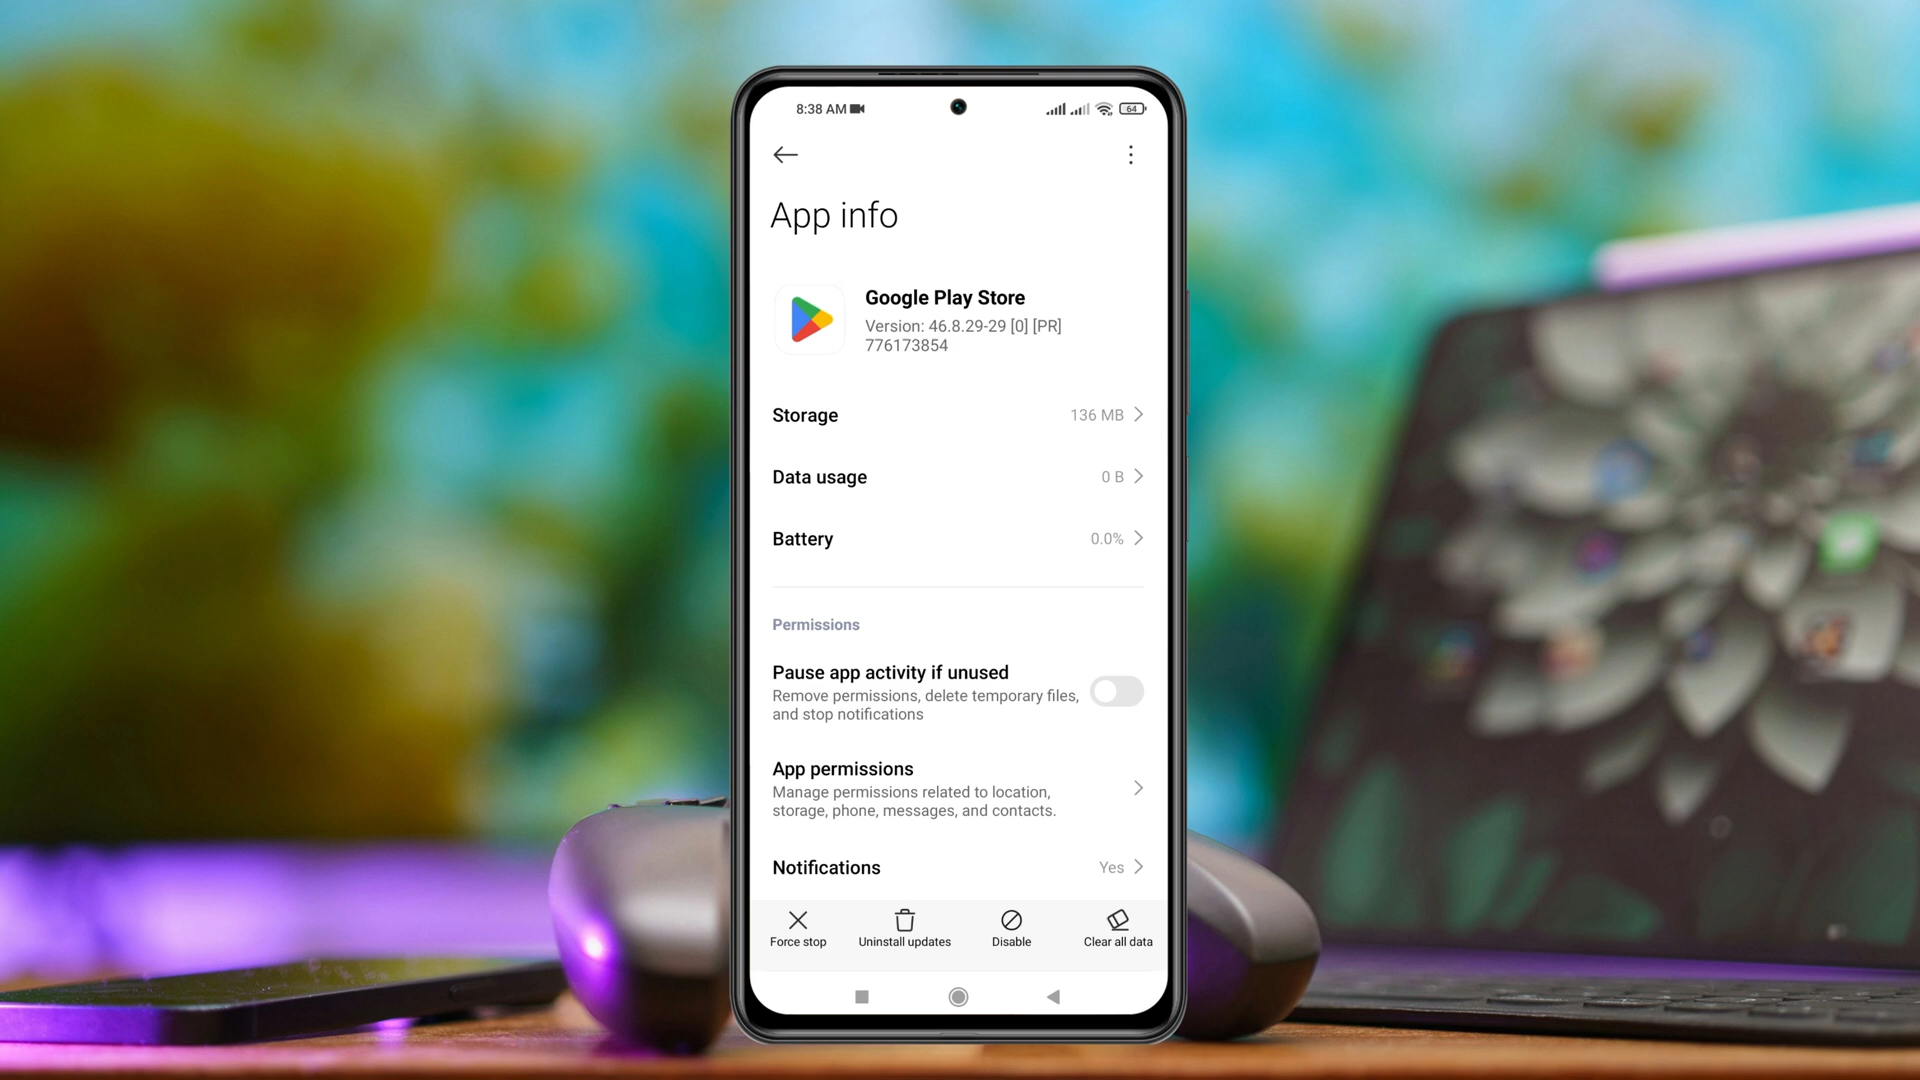 8:38 AM
64
App info
Google Play Store
Version: 46.8.29-29 [0] [PR]
776173854
Storage
136 MB
Data usage
0 B
Battery
0.0%
Permissions
Pause app activity if unused
Remove permissions, delete temporary files,
and stop notifications
App permissions
Manage permissions related to location,
storage, phone, messages, and contacts.
Notifications
Yes
Force stop
Uninstall updates
Disable
Clear all data